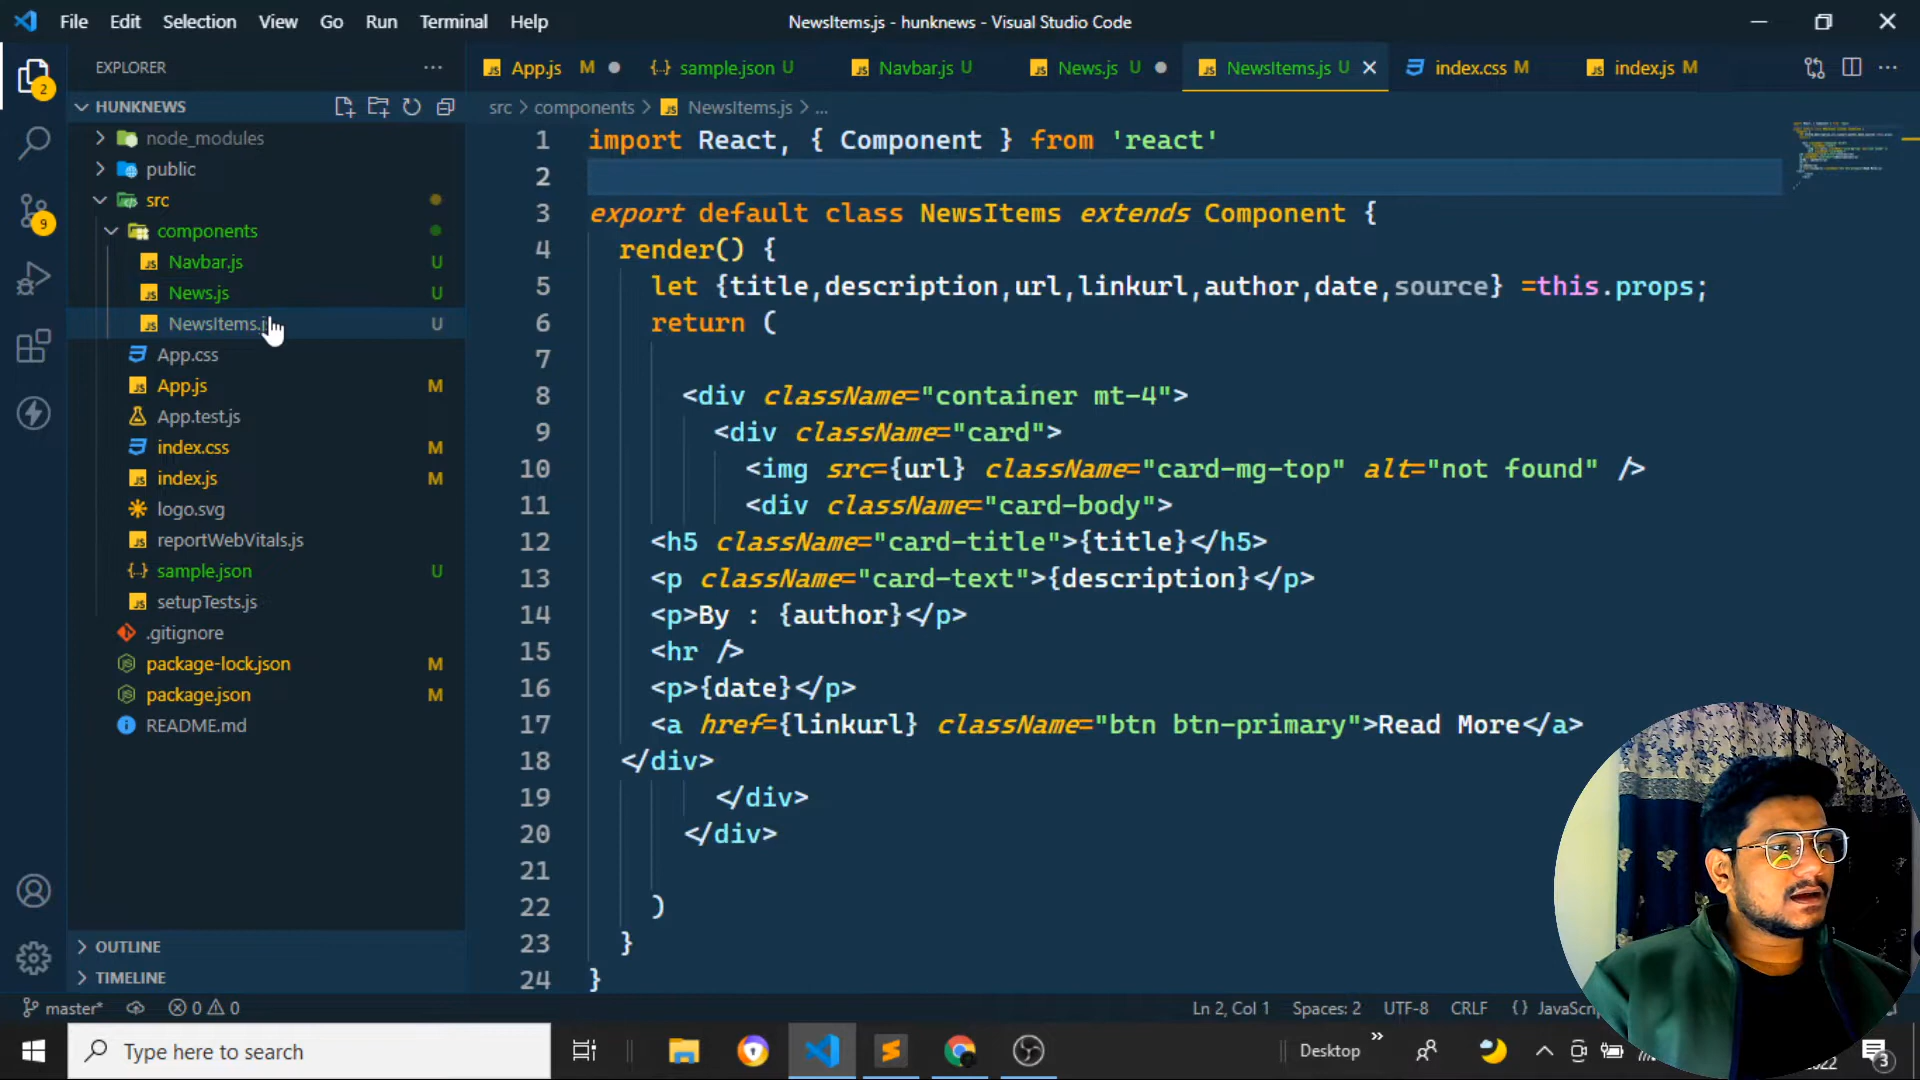 File Edit Selection View Go Run Terminal Help
NewsItems.js - hunknews - Visual Studio Code
EXPLORER
App.js M
sample.json U
Navbar.js U
News.js U
NewsItems.js U
index.css M
index.js M
HUNKNEWS
src > components > NewsItems.js > ...
node_modules
public
src
components
Navbar.js U
News.js U
NewsItems.j U
App.css
App.js M
App.test.js
index.css M
index.js M
logo.svg
reportWebVitals.js
sample.json U
setupTests.js
.gitignore
package-lock.json M
package.json M
README.md
OUTLINE
TIMELINE
2
9
1 import React, { Component } from 'react'
2
3 export default class NewsItems extends Component {
4 render() {
5 let {title,description,url,linkurl,author,date,source} =this.props;
6 return (
7
8 <div className="container mt-4">
9 <div className="card">
10 <img src={url} className="card-mg-top" alt="not found" />
11 <div className="card-body">
12 <h5 className="card-title">{title}</h5>
13 <p className="card-text">{description}</p>
14 <p>By : {author}</p>
15 <hr />
16 <p>{date}</p>
17 <a href={linkurl} className="btn btn-primary">Read More</a>
18 </div>
19 </div>
20 </div>
21
22 )
23 }
24 }
master* 0 0
Ln 2, Col 1 Spaces: 2 UTF-8 CRLF {}
Type here to search
Desktop
3